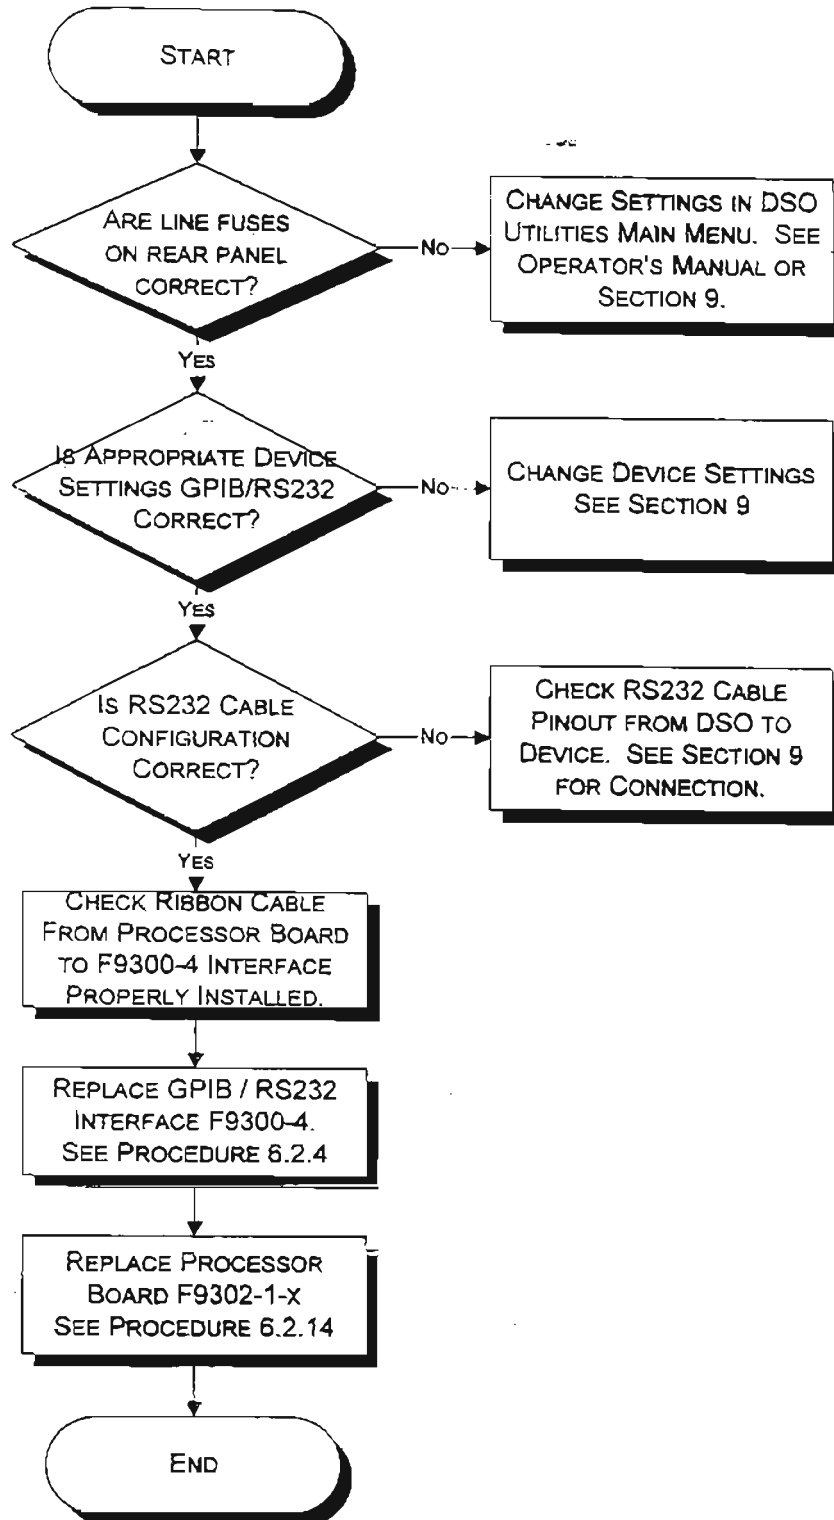 START
ARE LINE FUSES
ON REAR PANEL
CORRECT?
NO
CHANGE SETTINGS IN DSO
UTILITIES MAIN MENU. SEE
OPERATOR'S MANUAL OR
SECTION 9.
YES
IS APPROPRIATE DEVICE
SETTINGS GPIB/RS232
CORRECT?
NO
CHANGE DEVICE SETTINGS
SEE SECTION 9
YES
IS RS232 CABLE
CONFIGURATION
CORRECT?
NO
CHECK RS232 CABLE
PINOUT FROM DSO TO
DEVICE. SEE SECTION 9
FOR CONNECTION.
YES
CHECK RIBBON CABLE
FROM PROCESSOR BOARD
TO F9300-4 INTERFACE
PROPERLY INSTALLED.
REPLACE GPIB / RS232
INTERFACE F9300-4.
SEE PROCEDURE 6.2.4
REPLACE PROCESSOR
BOARD F9302-1-X
SEE PROCEDURE 6.2.14
END